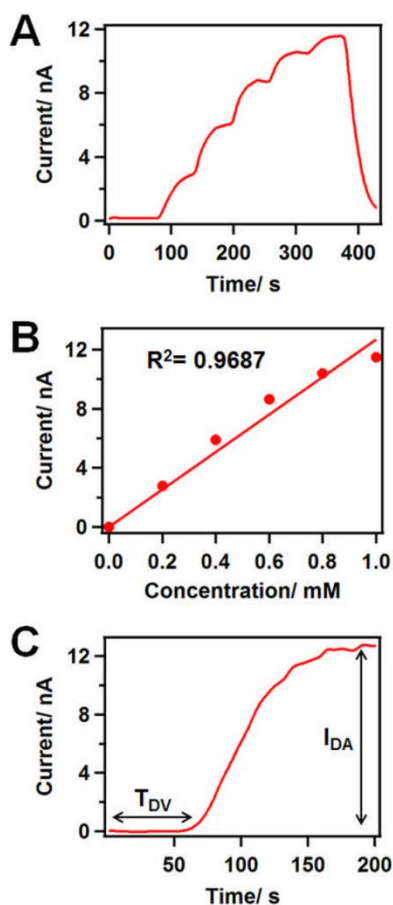 A
Current/ nA
12
8
4
0
0 100 200 300 400
Time/ s
B
Current/ nA
R²= 0.9687
12
8
4
0
0.0 0.2 0.4 0.6 0.8 1.0
Concentration/ mM
C
Current/ nA
12
8
4
0
T_DV
I_DA
50 100 150 200
Time/ s